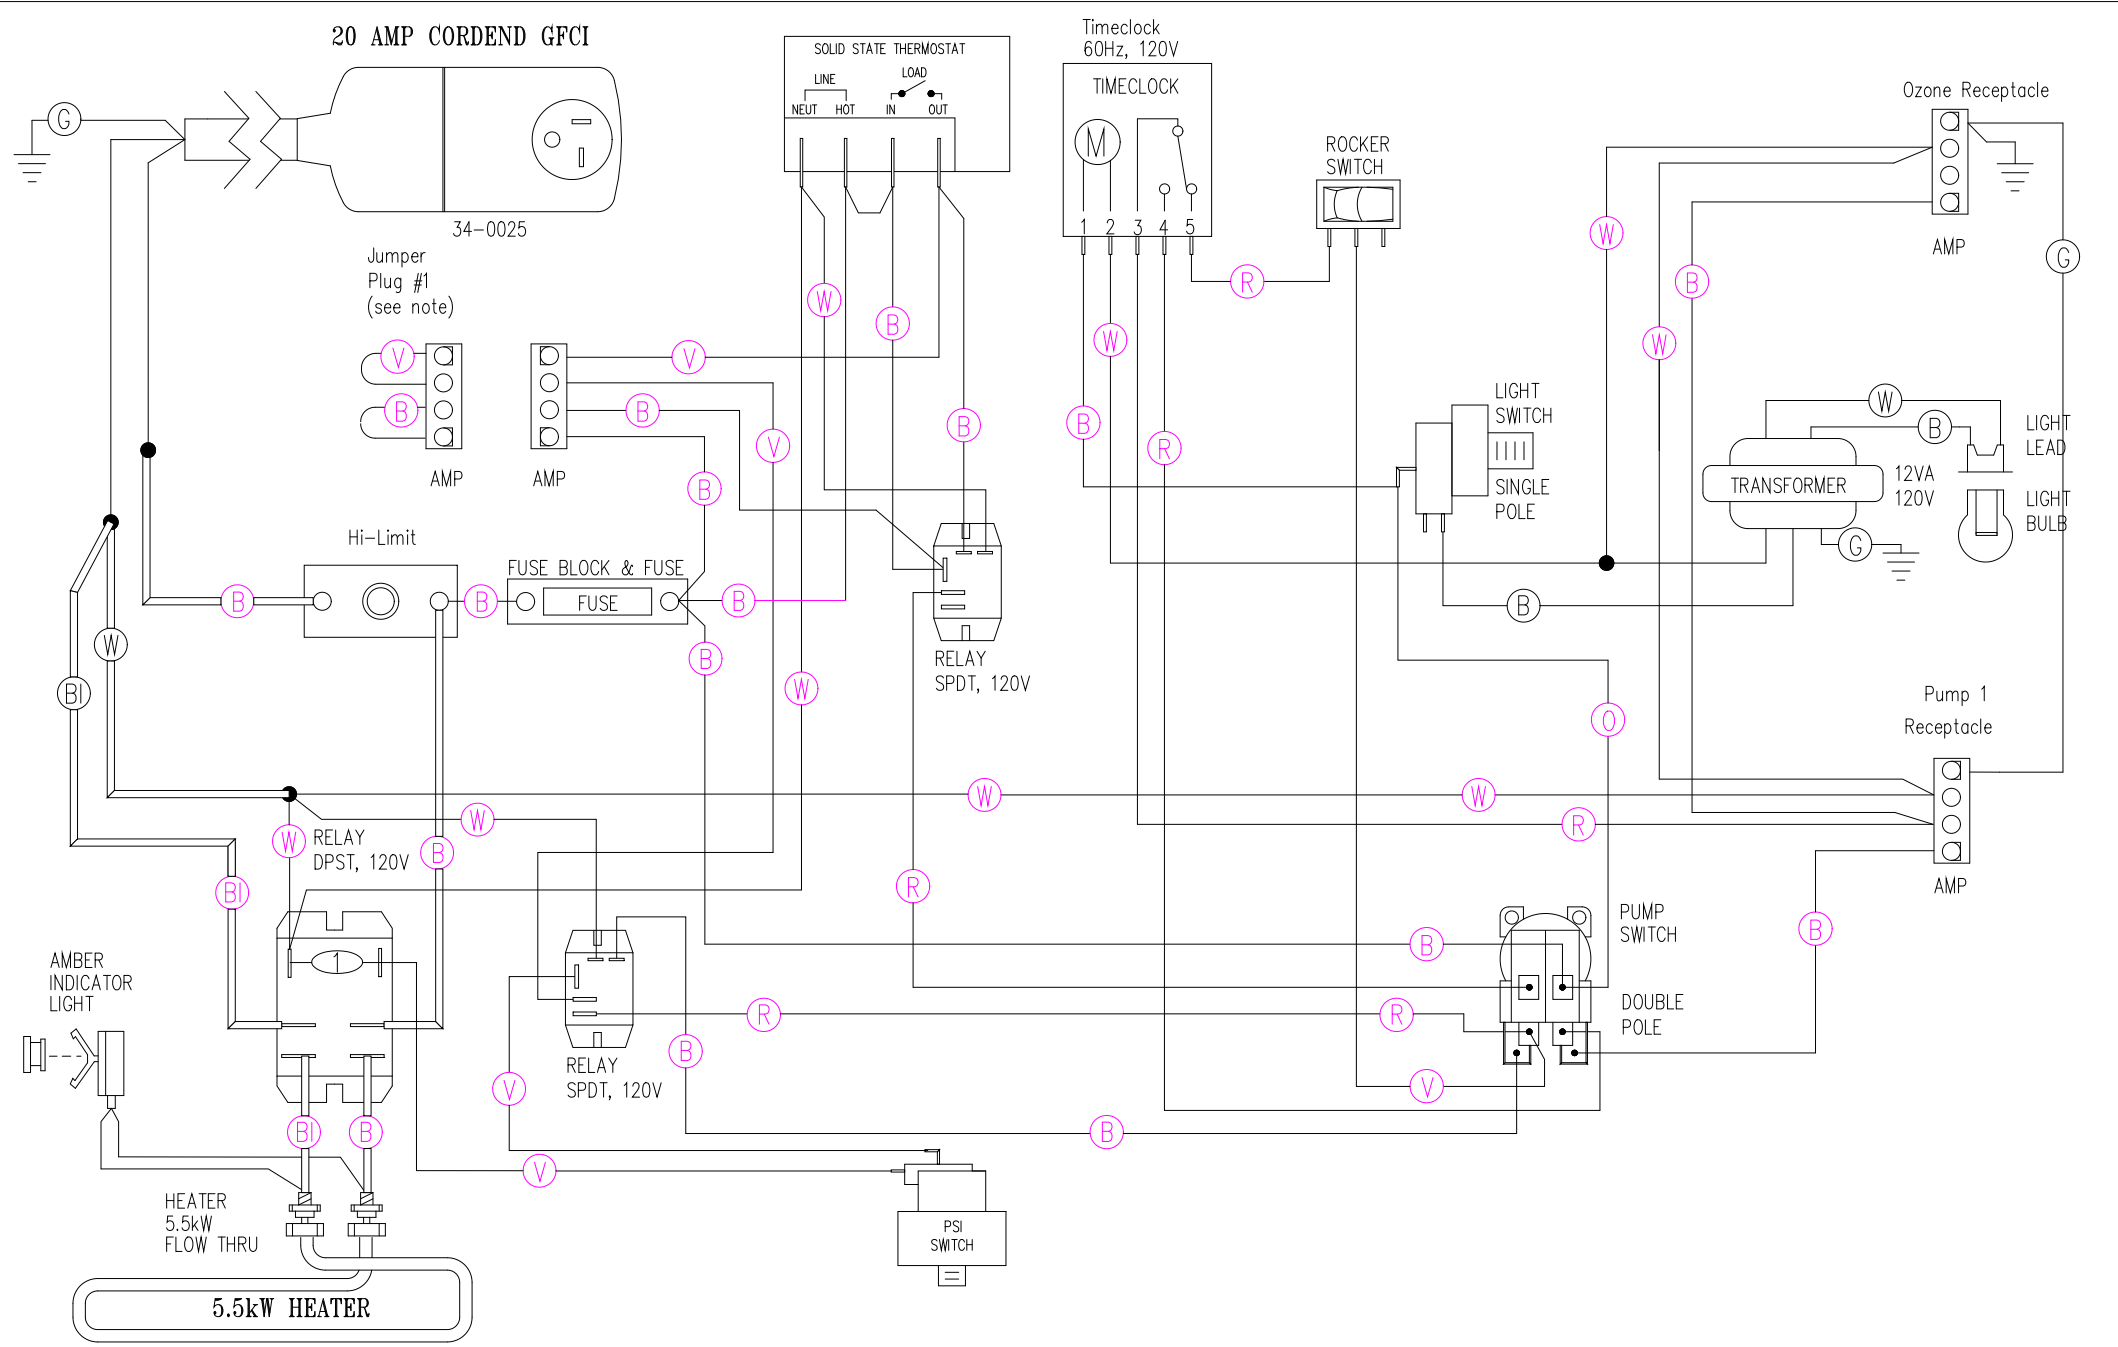 20 AMP CORDEND GFCI
34-0025
G
SOLID STATE THERMOSTAT
LINE
LOAD
NEUT HOT IN OUT
Timeclock
60Hz, 120V
TIMECLOCK
M
1 2 3 4 5
ROCKER
SWITCH
R
Ozone Receptacle
AMP
W
B
W
G
Jumper
Plug #1
(see note)
V
B
AMP
AMP
V
B
V
B
W
B
B
W
B
R
LIGHT
SWITCH
SINGLE
POLE
W
B
TRANSFORMER
12VA
120V
G
LIGHT
LEAD
LIGHT
BULB
B
Hi-Limit
B
B
FUSE BLOCK & FUSE
FUSE
B
B
RELAY
SPDT, 120V
W
BI
W
O
Pump 1
Receptacle
AMP
W
W
R
W
W
RELAY
DPST, 120V
B
BI
R
B
1
AMBER
INDICATOR
LIGHT
B
PUMP
SWITCH
DOUBLE
POLE
R
R
B
RELAY
SPDT, 120V
V
V
BI
B
B
V
HEATER
5.5kW
FLOW THRU
PSI
SWITCH
5.5kW HEATER